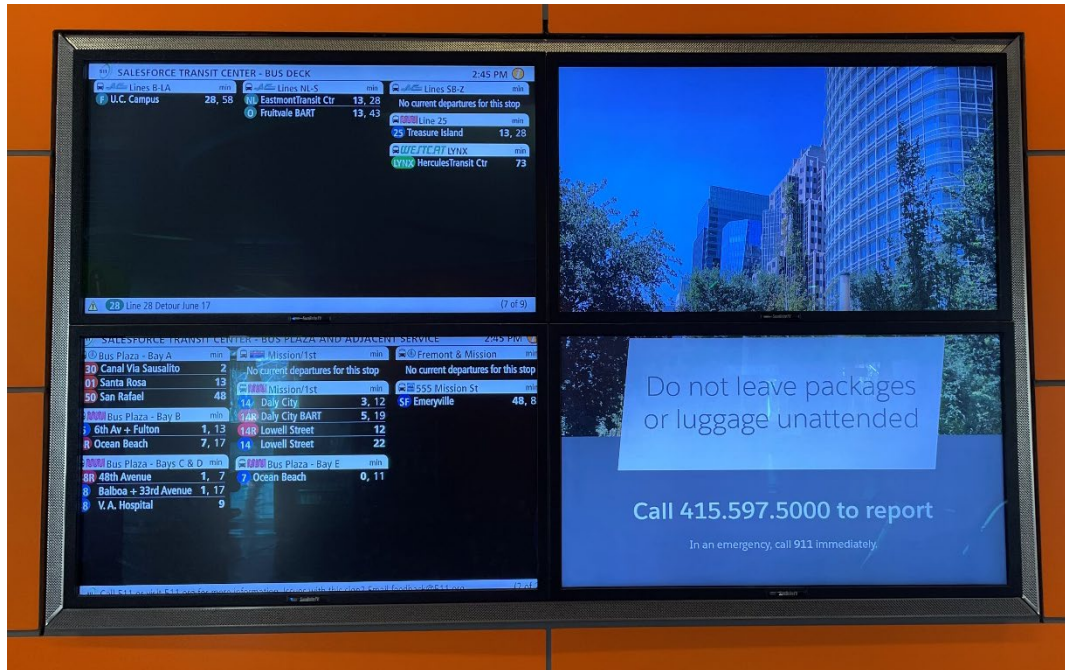 SALESFORCE TRANSIT CENTER - BUS DECK 2:45 PM
Lines B-LA min
F U.C. Campus 28, 58
Lines NL-S min
NL EastmontTransit Ctr 13, 28
O Fruitvale BART 13, 43
Lines SB-Z min
No current departures for this stop
Line 25 min
25 Treasure Island 13, 28
WESTCAT LYNX min
LYNX HerculesTransit Ctr 73
28 Line 28 Detour June 17 (7 of 9)
SALESFORCE TRANSIT CENTER - BUS PLAZA AND ADJACENT SERVICE 2:45 PM
Bus Plaza - Bay A min
30 Canal Via Sausalito 2
01 Santa Rosa 13
50 San Rafael 48
Bus Plaza - Bay B min
5 6th Av + Fulton 1, 13
R Ocean Beach 7, 17
Bus Plaza - Bays C & D min
8R 48th Avenue 1, 7
8 Balboa + 33rd Avenue 1, 17
8 V. A. Hospital 9
Mission/1st min
No current departures for this stop
Mission/1st min
14 Daly City 3, 12
14R Daly City BART 5, 19
14R Lowell Street 12
14 Lowell Street 22
Bus Plaza - Bay E min
7 Ocean Beach 0, 11
Fremont & Mission min
No current departures for this stop
555 Mission St min
SF Emeryville 48, 8
Do not leave packages
or luggage unattended
Call 415.597.5000 to report
In an emergency, call 911 immediately.